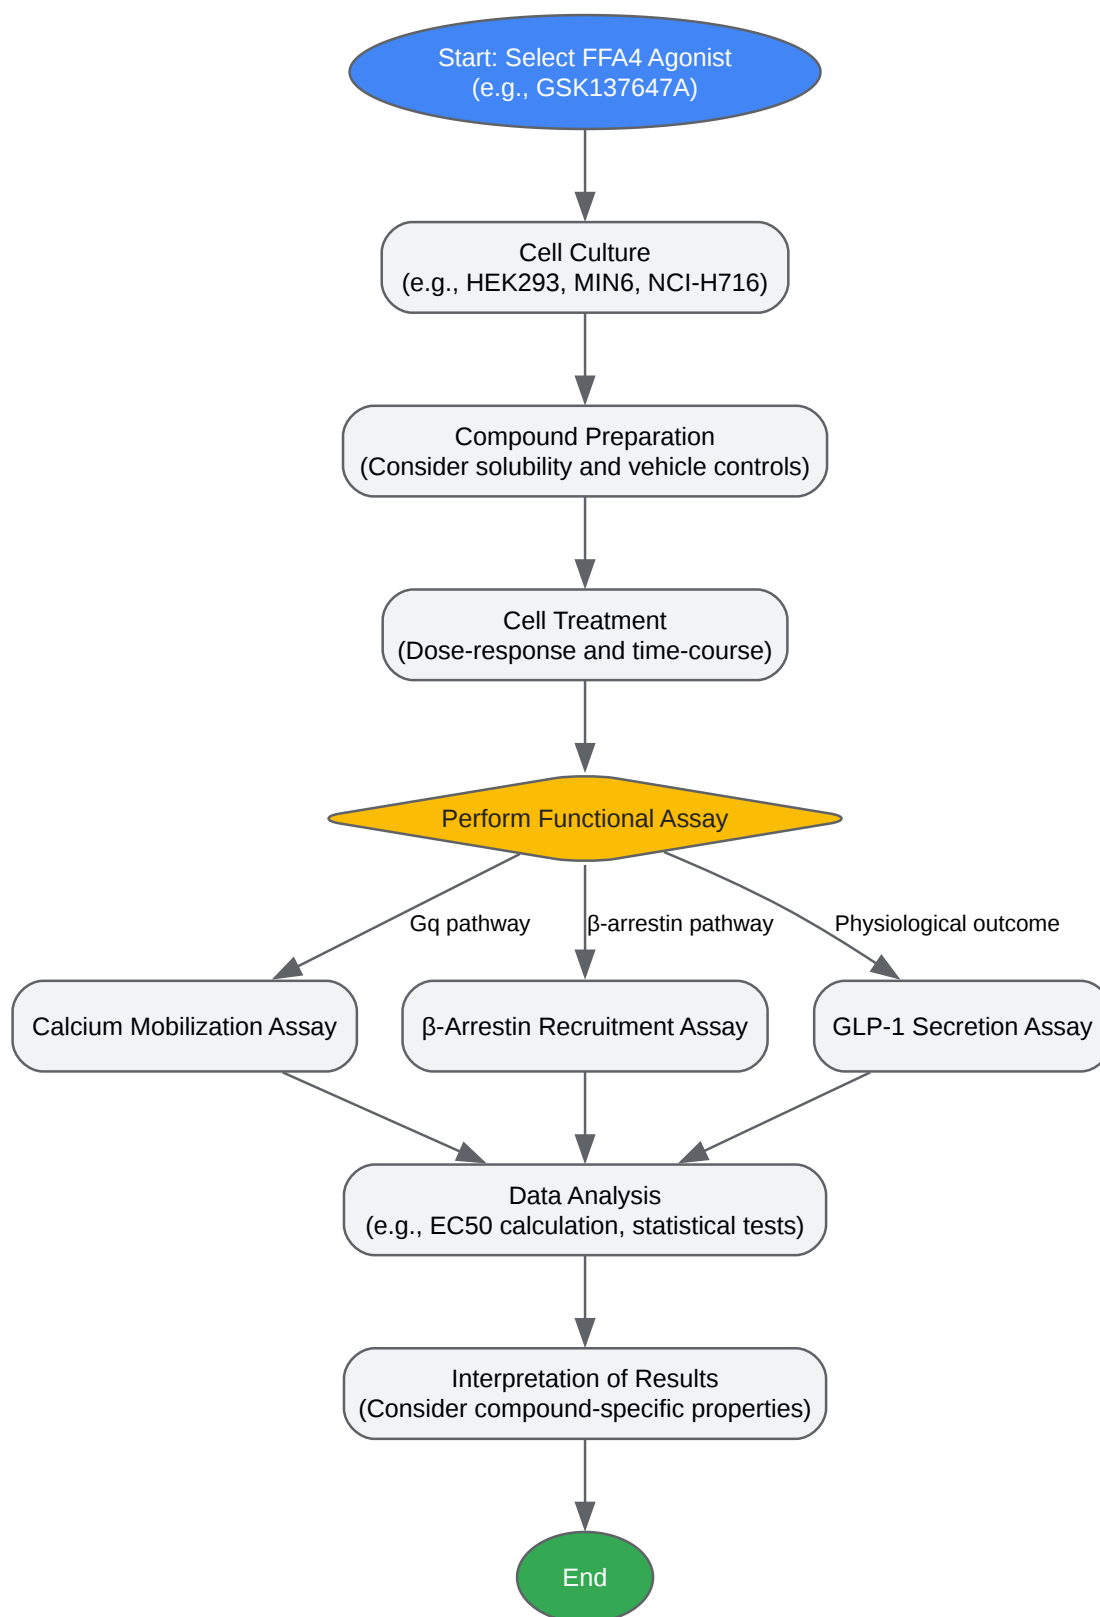 Start: Select FFA4 Agonist
(e.g., GSK137647A)
Cell Culture
(e.g., HEK293, MIN6, NCI-H716)
Compound Preparation
(Consider solubility and vehicle controls)
Cell Treatment
(Dose-response and time-course)
Perform Functional Assay
Gq pathway
β-arrestin pathway
Physiological outcome
Calcium Mobilization Assay
β-Arrestin Recruitment Assay
GLP-1 Secretion Assay
Data Analysis
(e.g., EC50 calculation, statistical tests)
Interpretation of Results
(Consider compound-specific properties)
End